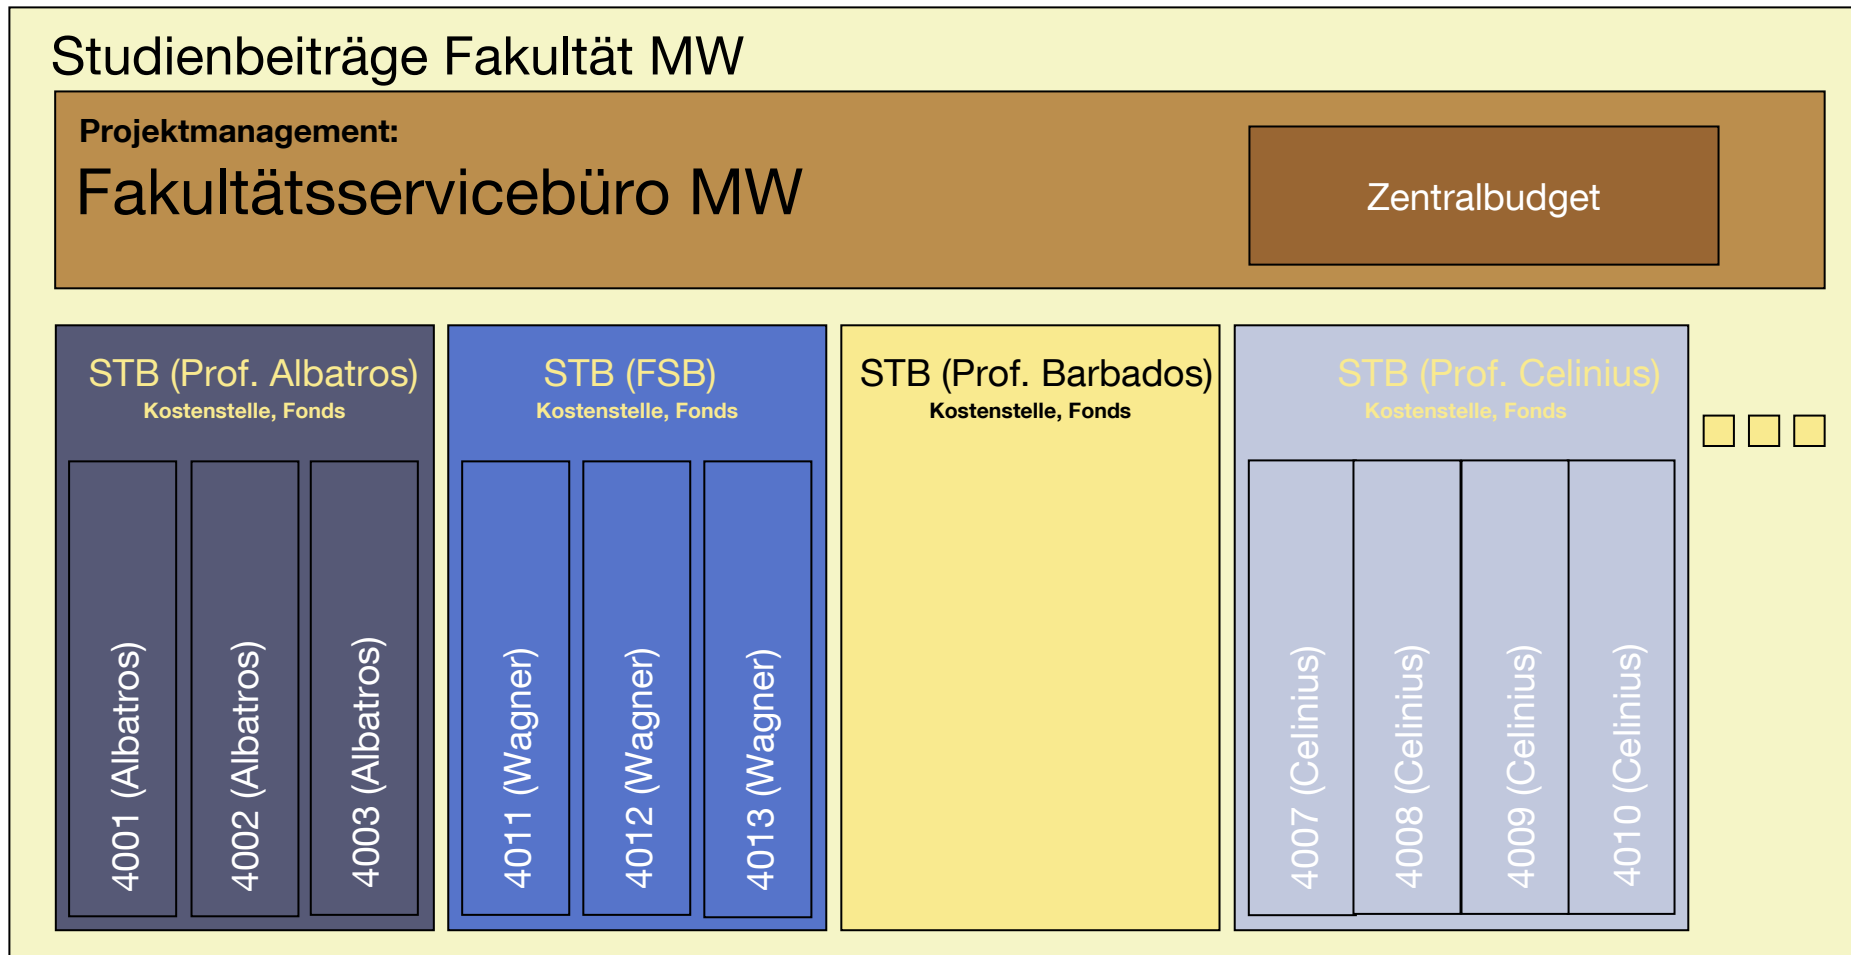 Studienbeiträge Fakultät MW
Projektmanagement:
Fakultätsservicebüro MW
Zentralbudget
STB (Prof. Albatros)
Kostenstelle, Fonds
4001 (Albatros)
4002 (Albatros)
4003 (Albatros)
STB (FSB)
Kostenstelle, Fonds
4011 (Wagner)
4012 (Wagner)
4013 (Wagner)
STB (Prof. Barbados)
Kostenstelle, Fonds
STB (Prof. Celinius)
Kostenstelle, Fonds
4007 (Celinius)
4008 (Celinius)
4009 (Celinius)
4010 (Celinius)